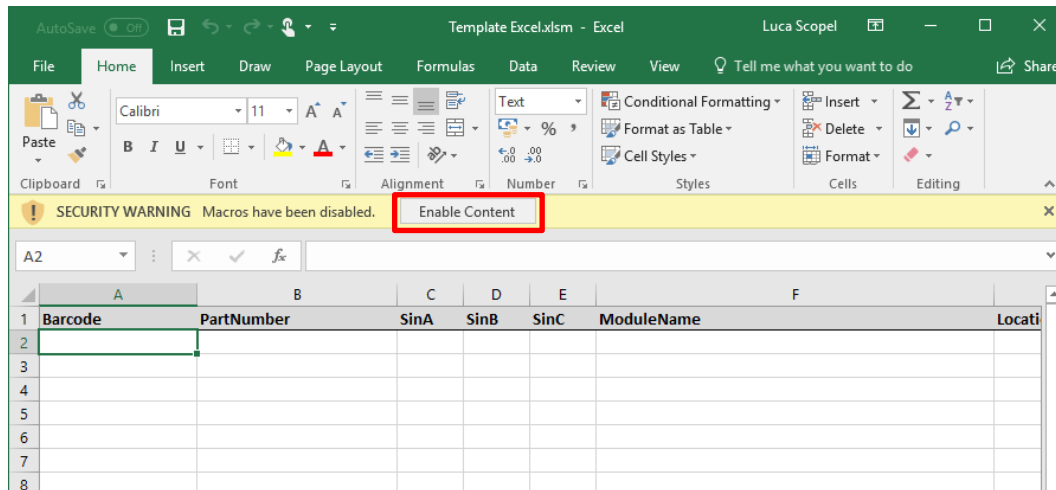 AutoSave Off Template Excel.xlsm - Excel Luca Scopel
File Home Insert Draw Page Layout Formulas Data Review View Tell me what you want to do Share
Calibri 11 A A Text Conditional Formatting Insert
Paste B I U A % , Format as Table Delete
.00 .00 Cell Styles Format
Clipboard Font Alignment Number Styles Cells Editing
SECURITY WARNING Macros have been disabled. Enable Content
A2 fx
A B C D E F
1 Barcode PartNumber SinA SinB SinC ModuleName Locati
2
3
4
5
6
7
8